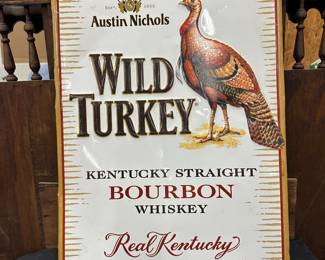 Austin Nichols
WILD
TURKEY
KENTUCKY STRAIGHT
BOURBON
WHISKEY
Real Kentucky